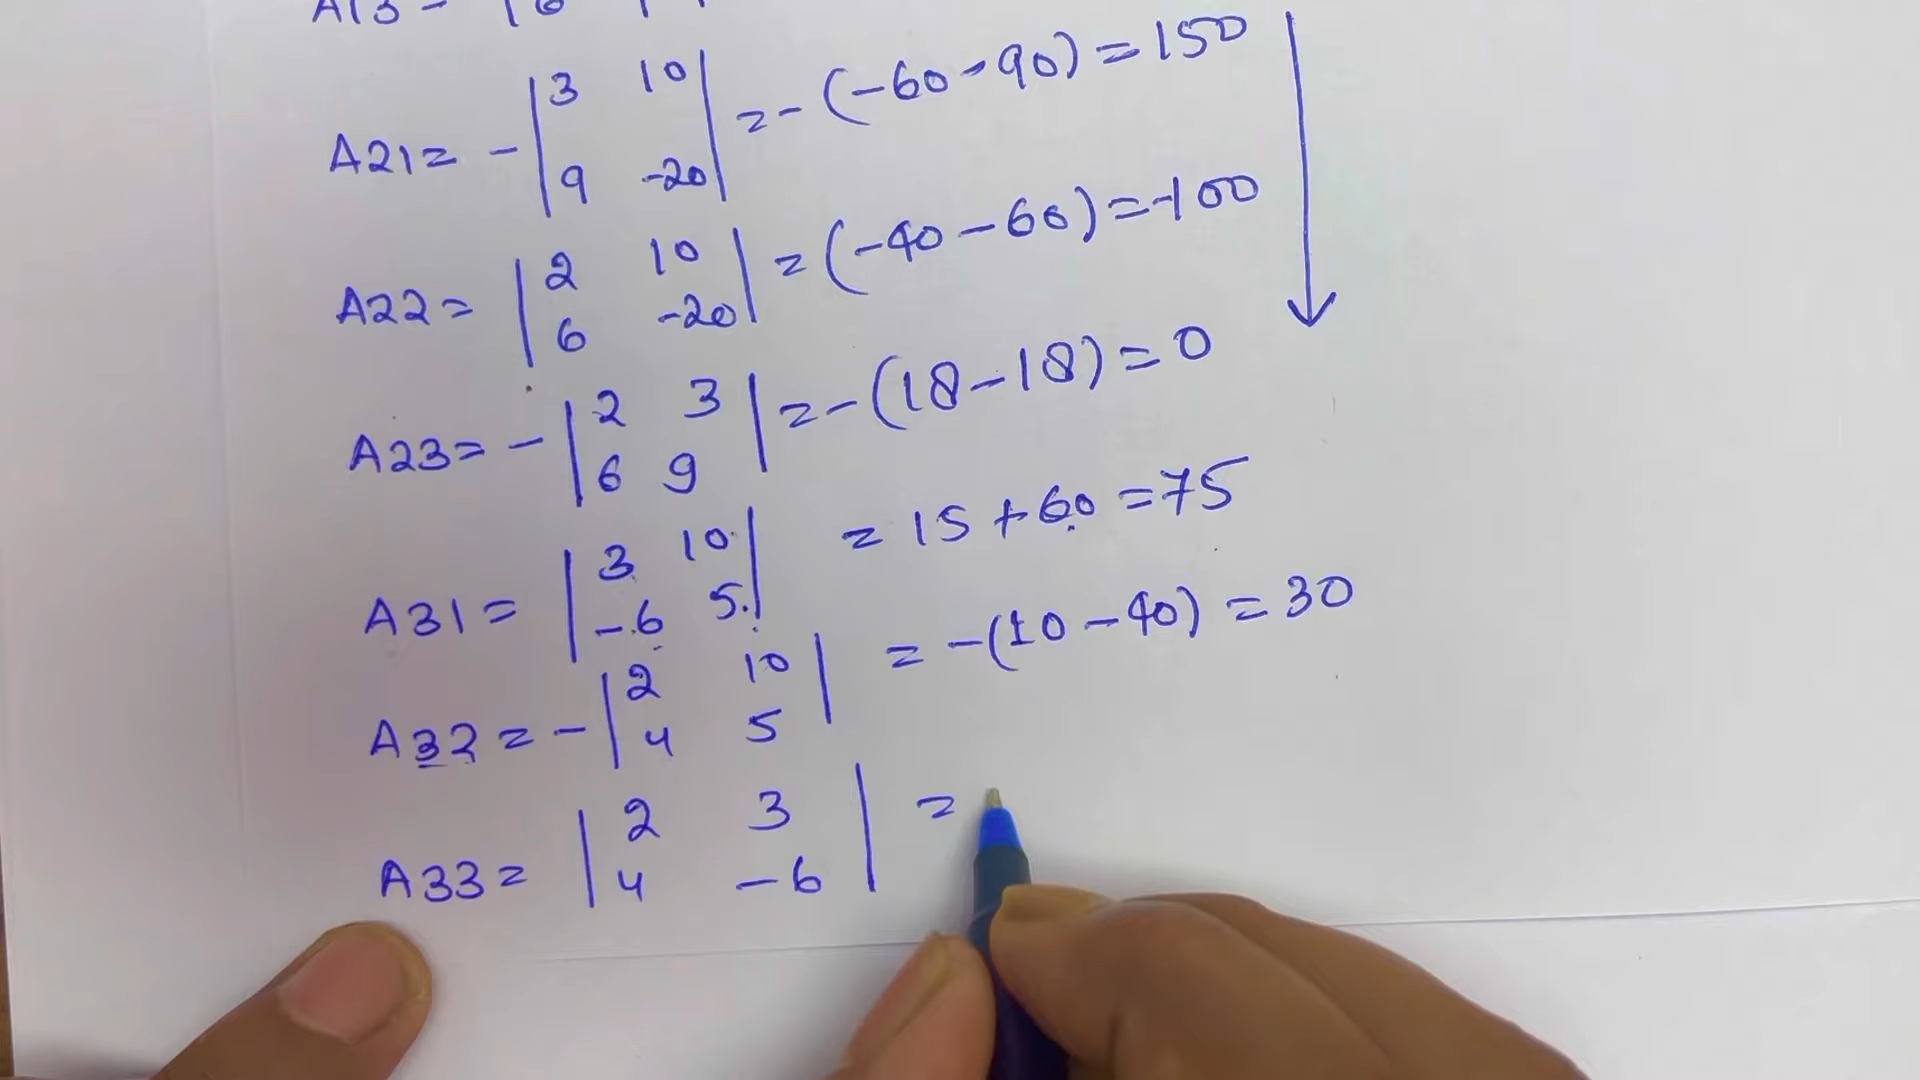 A13 =
A21 = - | 3 10 | = - (-60 - 90) = 150
| 9 -20 |
A22 = | 2 10 | = (-40 - 60) = -100
| 6 -20 |
A23 = - | 2 3 | = - (18 - 18) = 0
| 6 9 |
A31 = | 3 10 | = 15 + 60 = 75
| -6 5 |
A32 = - | 2 10 | = -(10 - 40) = 30
| 4 5 |
A33 = | 2 3 | =
| 4 -6 |